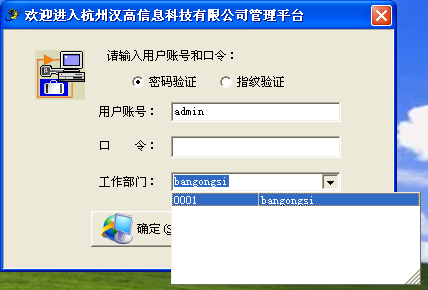 欢迎进入杭州汉高信息科技有限公司管理平台
请输入用户账号和口令：
密码验证 指纹验证
用户账号： admin
口 令：
工作部门： bangongsi
0001 bangongsi
确定(S